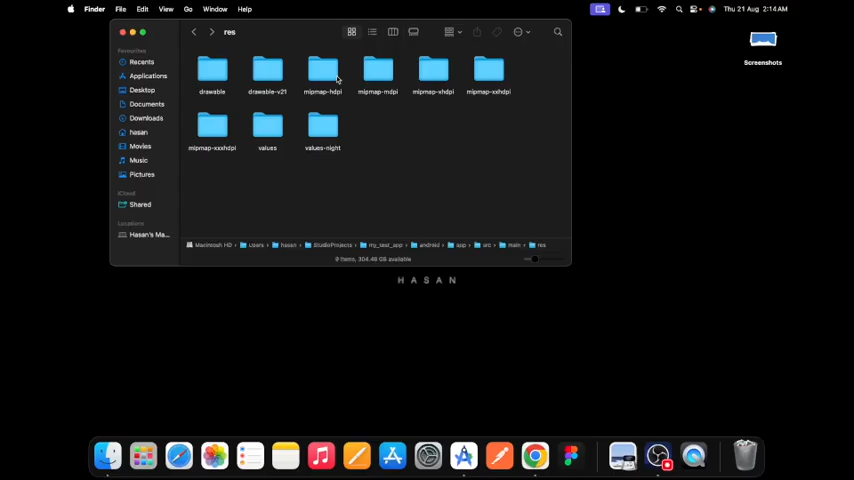 Finder File Edit View Go Window Help Thu 21 Aug 2:14 AM
res
Favourites
Recents
Applications
Desktop
Documents
Downloads
hasan
Movies
Music
Pictures
iCloud
Shared
Locations
Hasan's Ma...
drawable drawable-v21 mipmap-hdpi mipmap-mdpi mipmap-xhdpi mipmap-xxhdpi
mipmap-xxxhdpi values values-night
Macintosh HD › Users › hasan › StudioProjects › my_test_app › android › app › src › main › res
9 items, 304.46 GB available
Screenshots
HASAN